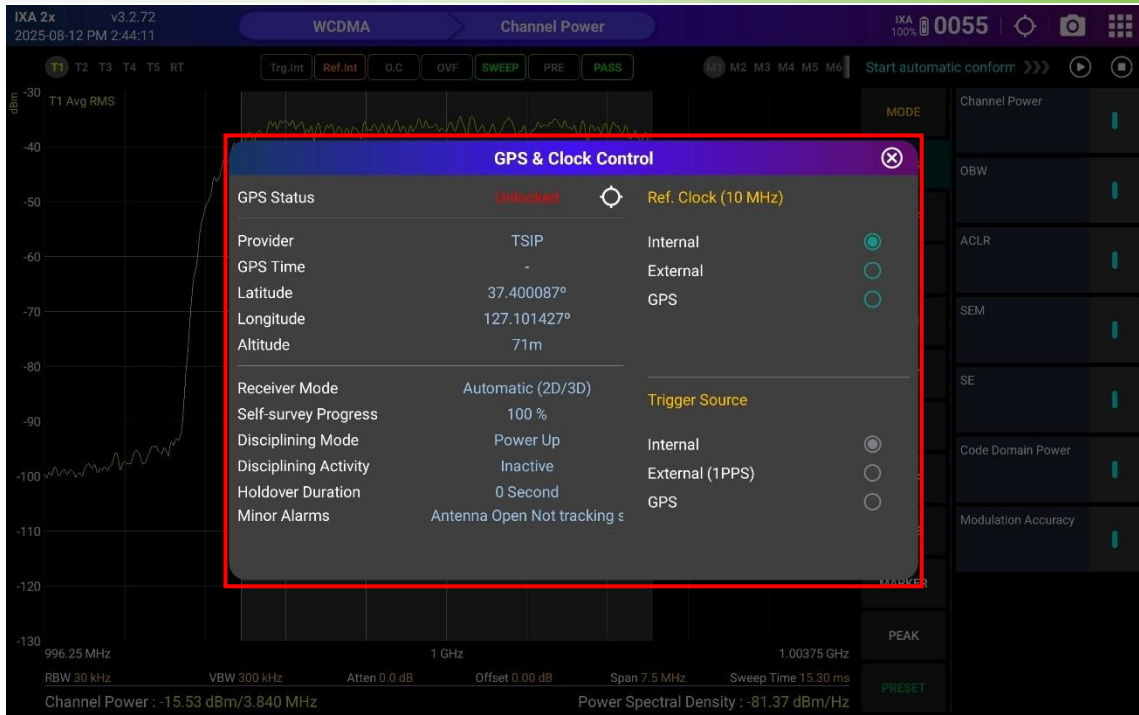 IXA 2x v3.2.72
2025-08-12 PM 2:44:11
WCDMA
Channel Power
IXA
100%
0055
T1 T2 T3 T4 T5 RT
Trg.Int Ref.Int O.C OVF SWEEP PRE PASS
M1 M2 M3 M4 M5 M6
Start automatic conform
dBm
T1 Avg RMS
-30
-40
-50
-60
-70
-80
-90
-100
-110
-120
-130
GPS & Clock Control
GPS Status Unlocked
Provider TSIP
GPS Time -
Latitude 37.400087º
Longitude 127.101427º
Altitude 71m
Receiver Mode Automatic (2D/3D)
Self-survey Progress 100 %
Disciplining Mode Power Up
Disciplining Activity Inactive
Holdover Duration 0 Second
Minor Alarms Antenna Open Not tracking s
Ref. Clock (10 MHz)
Internal
External
GPS
Trigger Source
Internal
External (1PPS)
GPS
MODE
MARKER
PEAK
PRESET
Channel Power
OBW
ACLR
SEM
SE
Code Domain Power
Modulation Accuracy
996.25 MHz 1 GHz 1.00375 GHz
RBW 30 kHz VBW 300 kHz Atten 0.0 dB Offset 0.00 dB Span 7.5 MHz Sweep Time 15.30 ms
Channel Power : -15.53 dBm/3.840 MHz Power Spectral Density : -81.37 dBm/Hz